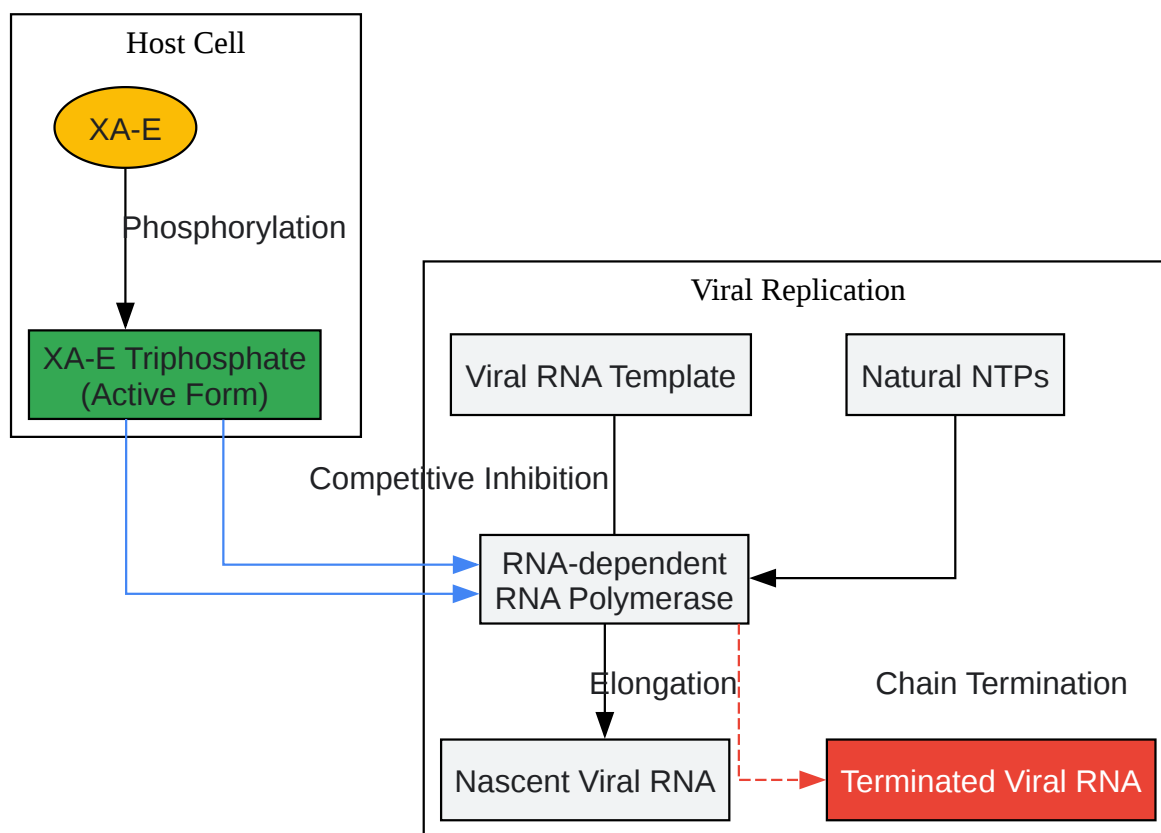 Host Cell
XA-E
Phosphorylation
XA-E Triphosphate
(Active Form)
Viral Replication
Viral RNA Template
Natural NTPs
Competitive Inhibition
RNA-dependent
RNA Polymerase
Elongation
Chain Termination
Nascent Viral RNA
Terminated Viral RNA